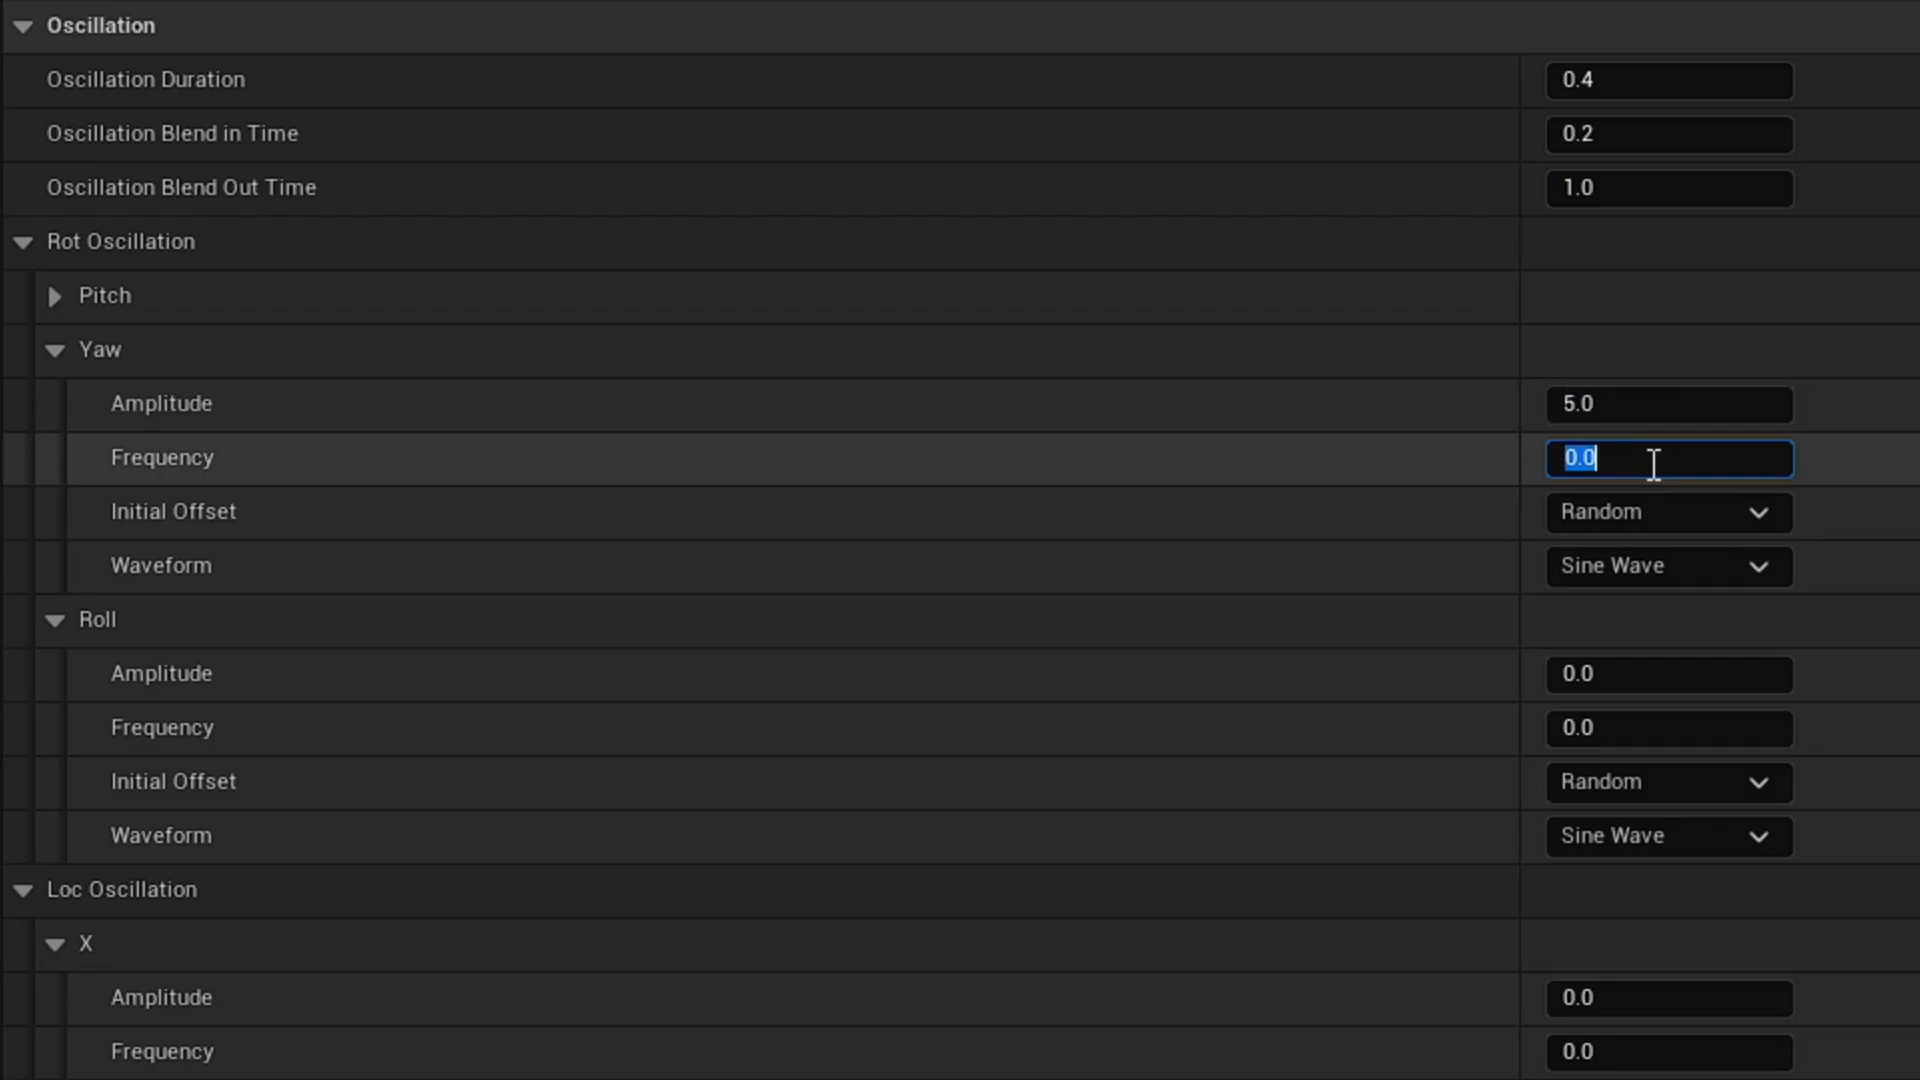 Oscillation
Oscillation Duration 0.4
Oscillation Blend in Time 0.2
Oscillation Blend Out Time 1.0
Rot Oscillation
Pitch
Yaw
Amplitude 5.0
Frequency 0.0
Initial Offset Random
Waveform Sine Wave
Roll
Amplitude 0.0
Frequency 0.0
Initial Offset Random
Waveform Sine Wave
Loc Oscillation
X
Amplitude 0.0
Frequency 0.0